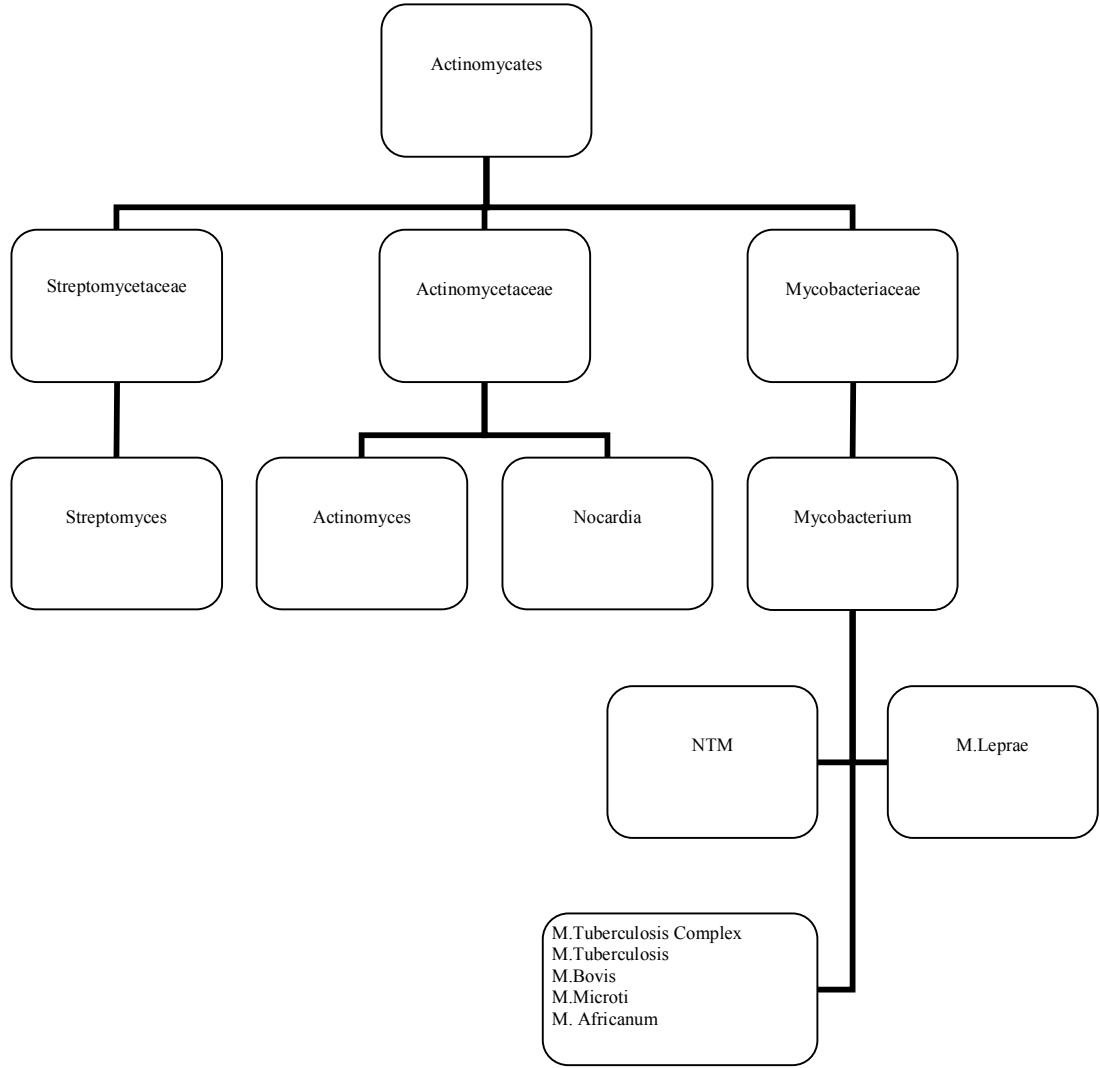 Actinomycates
Streptomycetaceae
Actinomycetaceae
Mycobacteriaceae
Streptomyces
Actinomyces
Nocardia
Mycobacterium
NTM
M.Leprae
M.Tuberculosis Complex
M.Tuberculosis
M.Bovis
M.Microti
M. Africanum